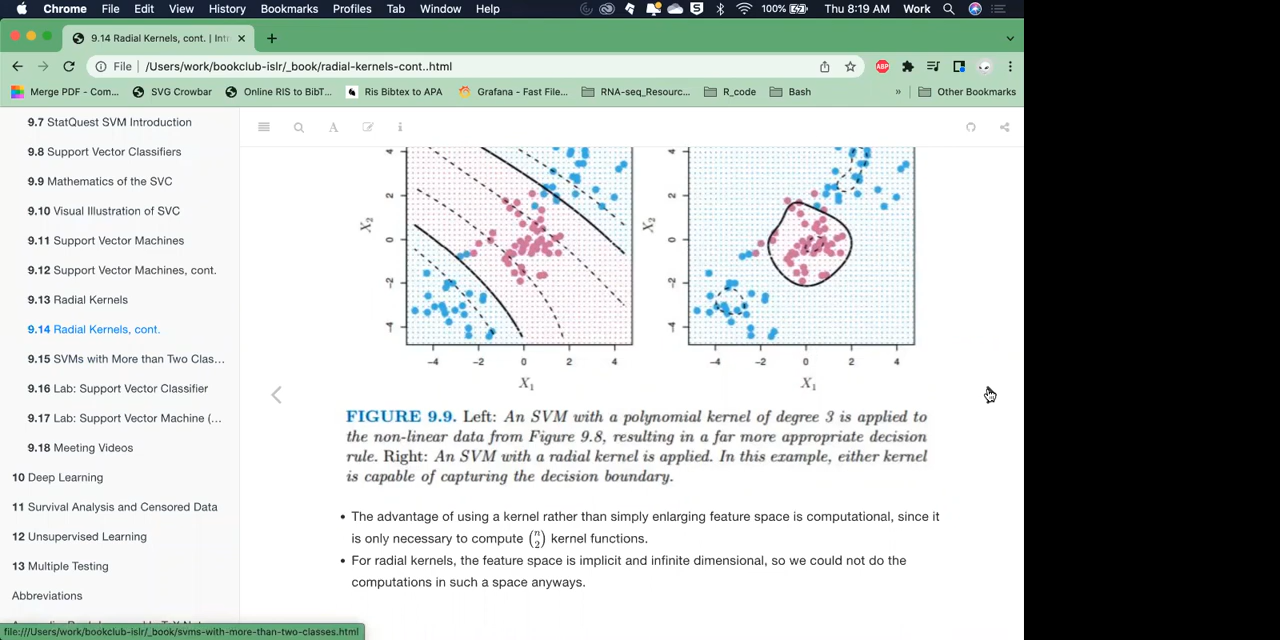 Chrome File Edit View History Bookmarks Profiles Tab Window Help 100% Thu 8:19 AM Work
9.14 Radial Kernels, cont. | Intr
File /Users/work/bookclub-islr/_book/radial-kernels-cont..html
Merge PDF - Com... SVG Crowbar Online RIS to BibT... Ris Bibtex to APA Grafana - Fast File... RNA-seq_Resourc... R_code Bash » Other Bookmarks
9.7 StatQuest SVM Introduction
9.8 Support Vector Classifiers
9.9 Mathematics of the SVC
9.10 Visual Illustration of SVC
9.11 Support Vector Machines
9.12 Support Vector Machines, cont.
9.13 Radial Kernels
9.14 Radial Kernels, cont.
9.15 SVMs with More than Two Clas...
9.16 Lab: Support Vector Classifier
9.17 Lab: Support Vector Machine (...
9.18 Meeting Videos
10 Deep Learning
11 Survival Analysis and Censored Data
12 Unsupervised Learning
13 Multiple Testing
Abbreviations
file:///Users/work/bookclub-islr/_book/svms-with-more-than-two-classes.html
X₂ 4 2 0 −2 −4
−4 −2 0 2 4
X₁
X₂ 4 2 0 −2 −4
−4 −2 0 2 4
X₁
FIGURE 9.9. Left: An SVM with a polynomial kernel of degree 3 is applied to
the non-linear data from Figure 9.8, resulting in a far more appropriate decision
rule. Right: An SVM with a radial kernel is applied. In this example, either kernel
is capable of capturing the decision boundary.
• The advantage of using a kernel rather than simply enlarging feature space is computational, since it
is only necessary to compute (n 2) kernel functions.
• For radial kernels, the feature space is implicit and infinite dimensional, so we could not do the
computations in such a space anyways.